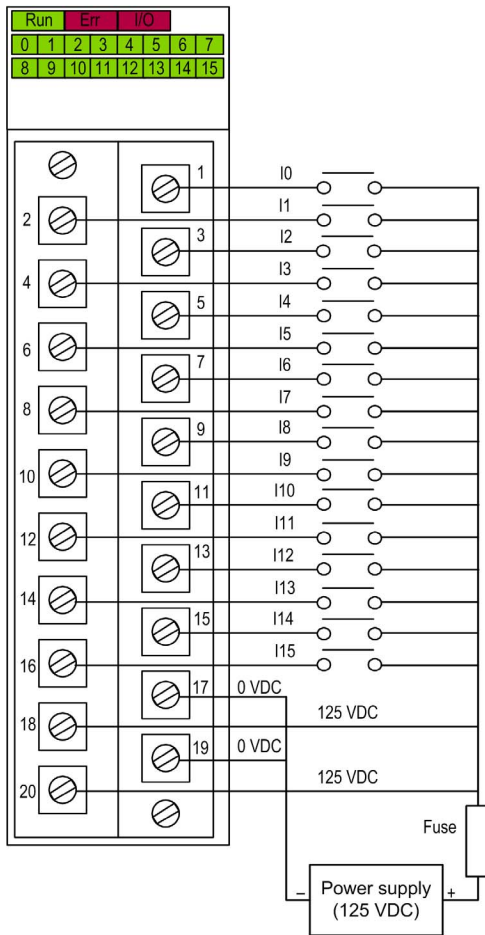 Run Err I/O
0 1 2 3 4 5 6 7
8 9 10 11 12 13 14 15
1 I0
2 I1
3 I2
4 I3
5 I4
6 I5
7 I6
8 I7
9 I8
10 I9
11 I10
12 I11
13 I12
14 I13
15 I14
16 I15
17 0 VDC
18 125 VDC
19 0 VDC
20 125 VDC
Fuse
– Power supply +
(125 VDC)